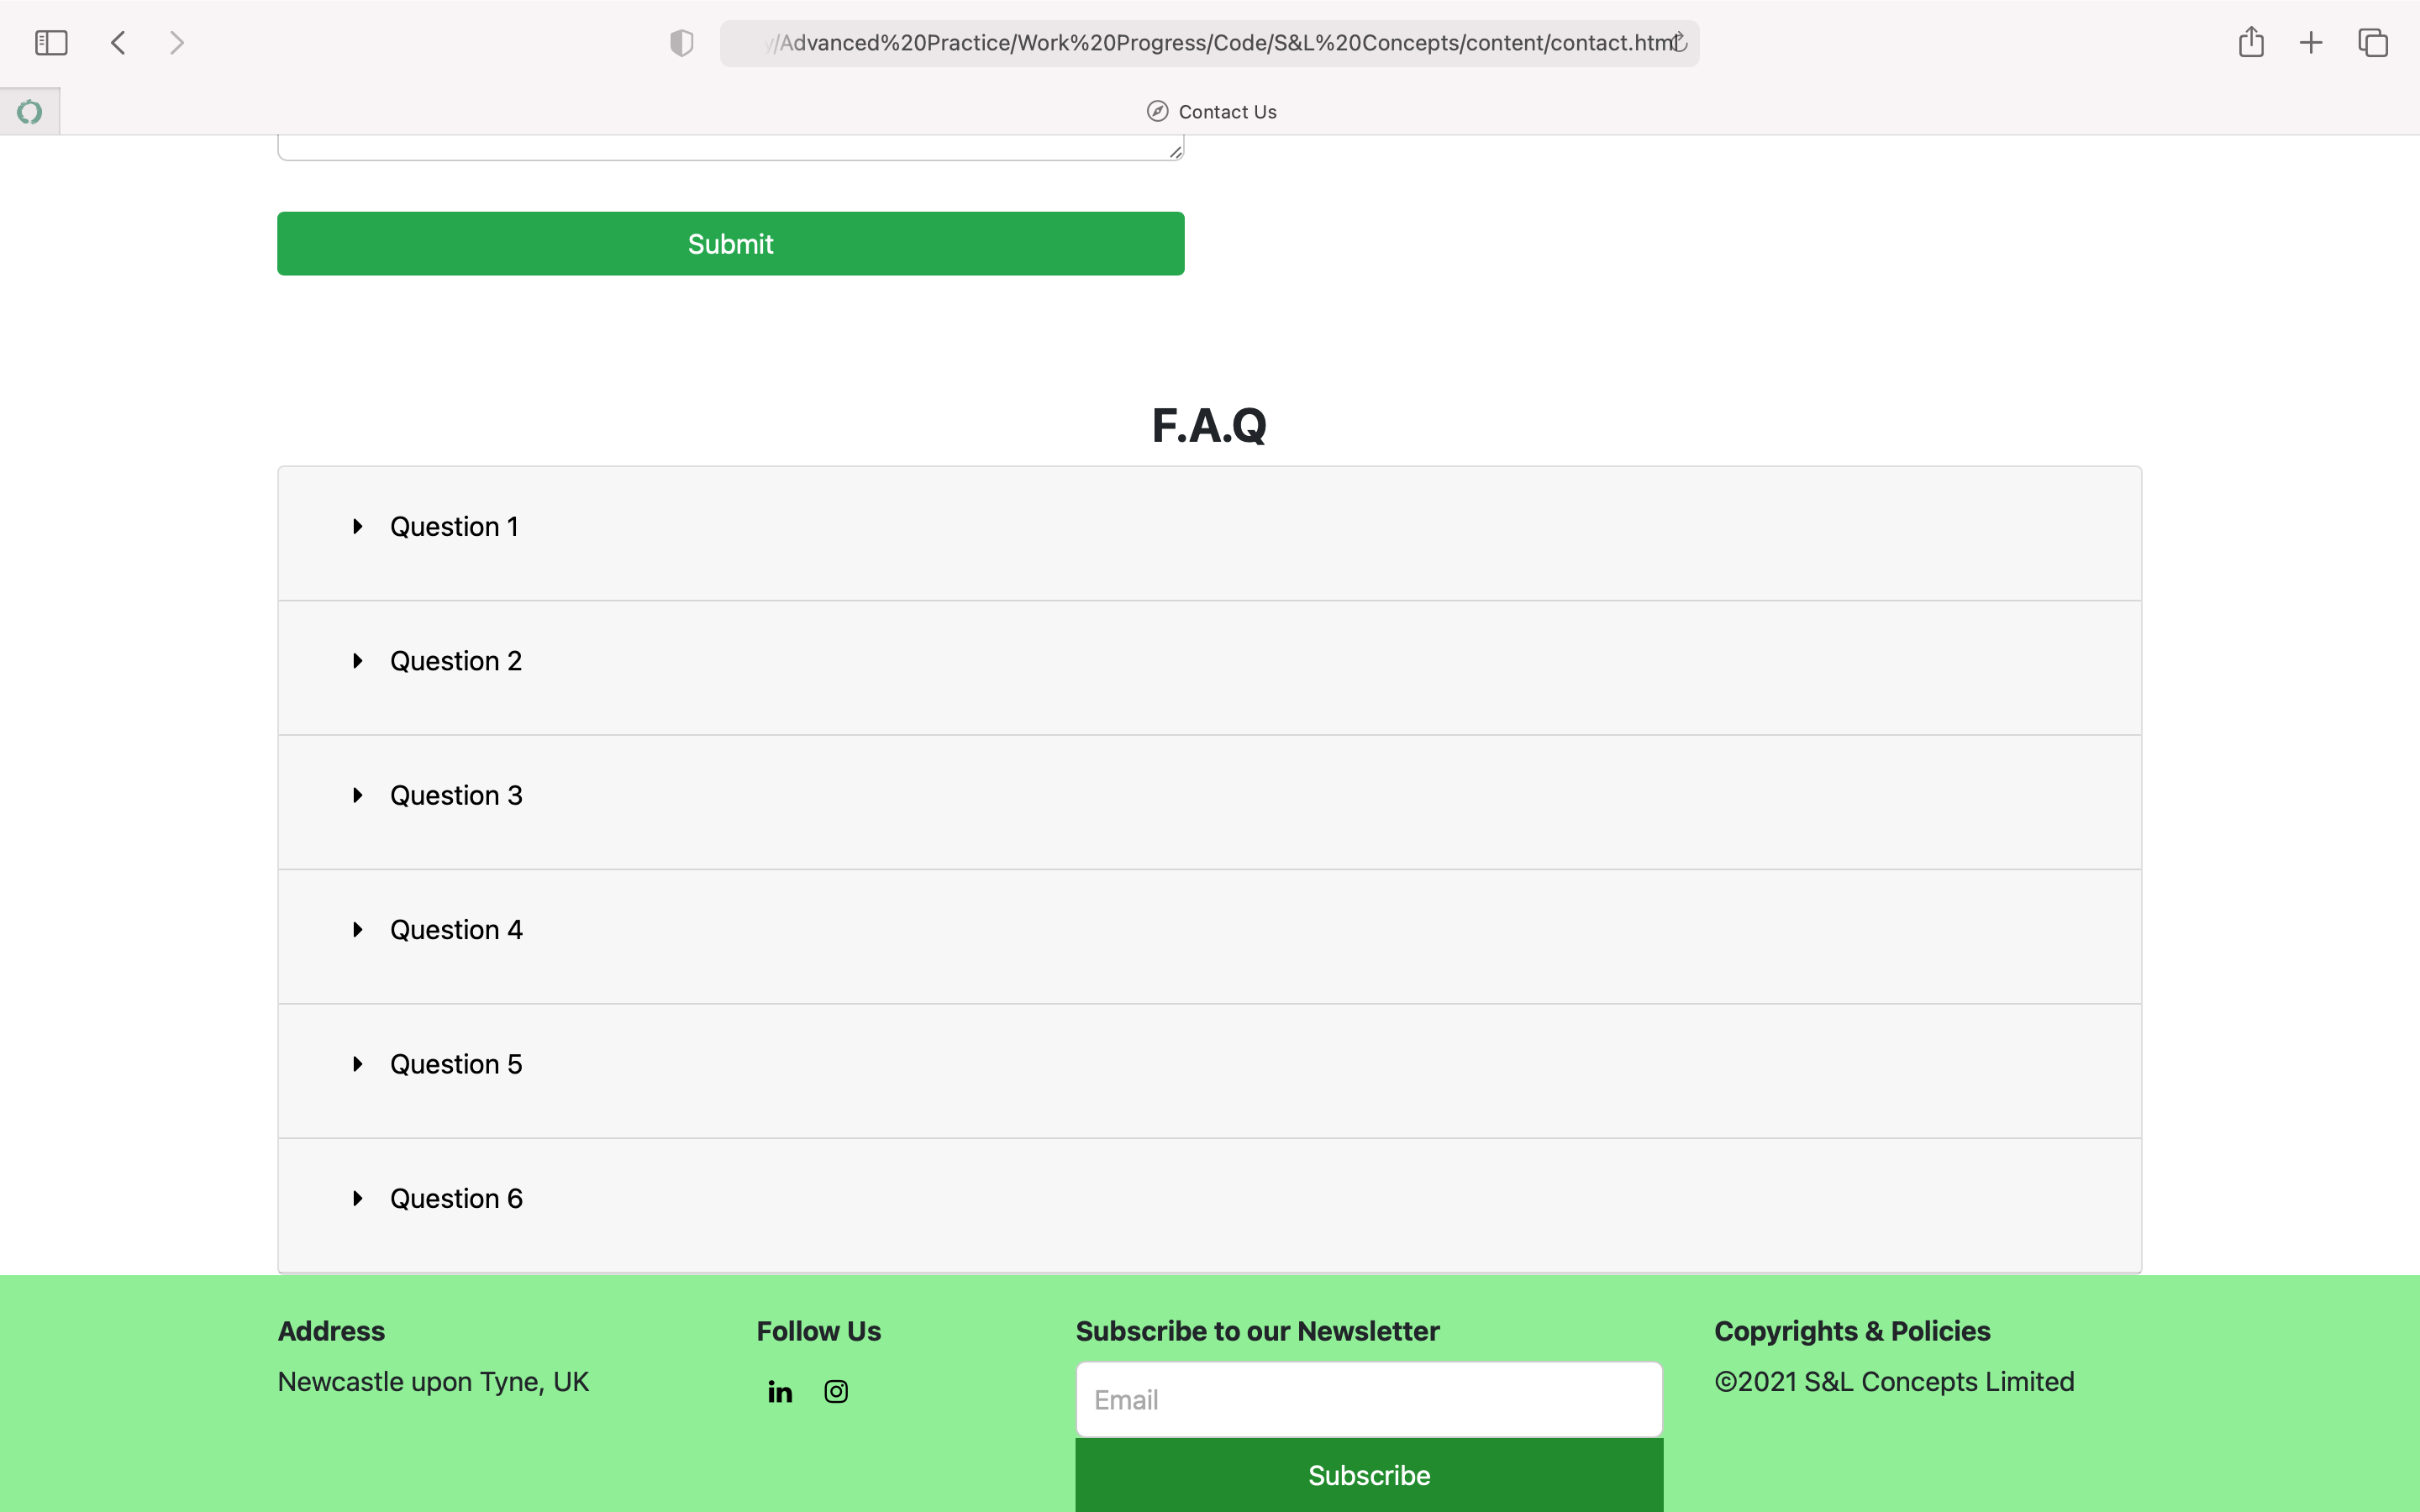 /Advanced%20Practice/Work%20Progress/Code/S&L%20Concepts/content/contact.html
Contact Us
Submit
F.A.Q
Question 1
Question 2
Question 3
Question 4
Question 5
Question 6
Address
Newcastle upon Tyne, UK
Follow Us
in
Subscribe to our Newsletter
Email
Subscribe
Copyrights & Policies
©2021 S&L Concepts Limited